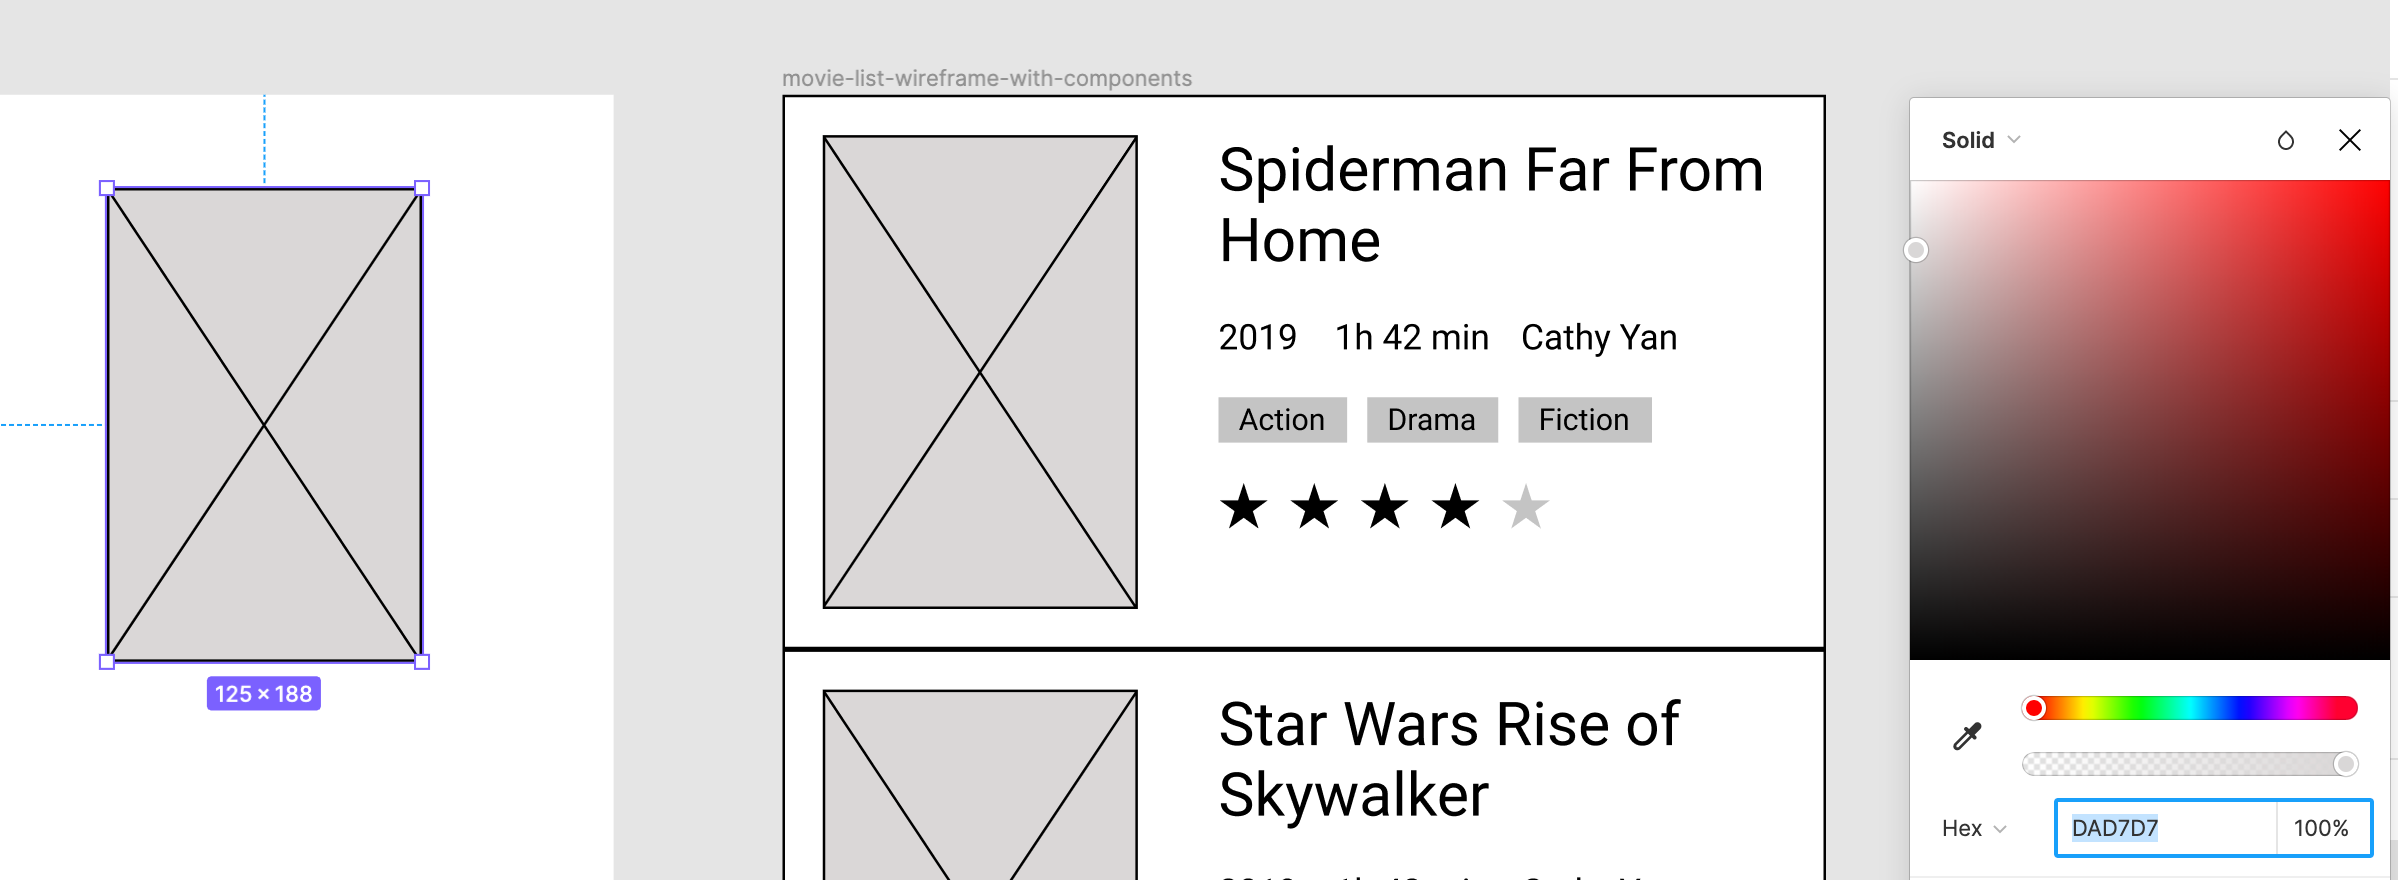 movie-list-wireframe-with-components
125 × 188
Spiderman Far From
Home
2019 1h 42 min Cathy Yan
Action Drama Fiction
Star Wars Rise of
Skywalker
Solid
Hex DAD7D7 100%